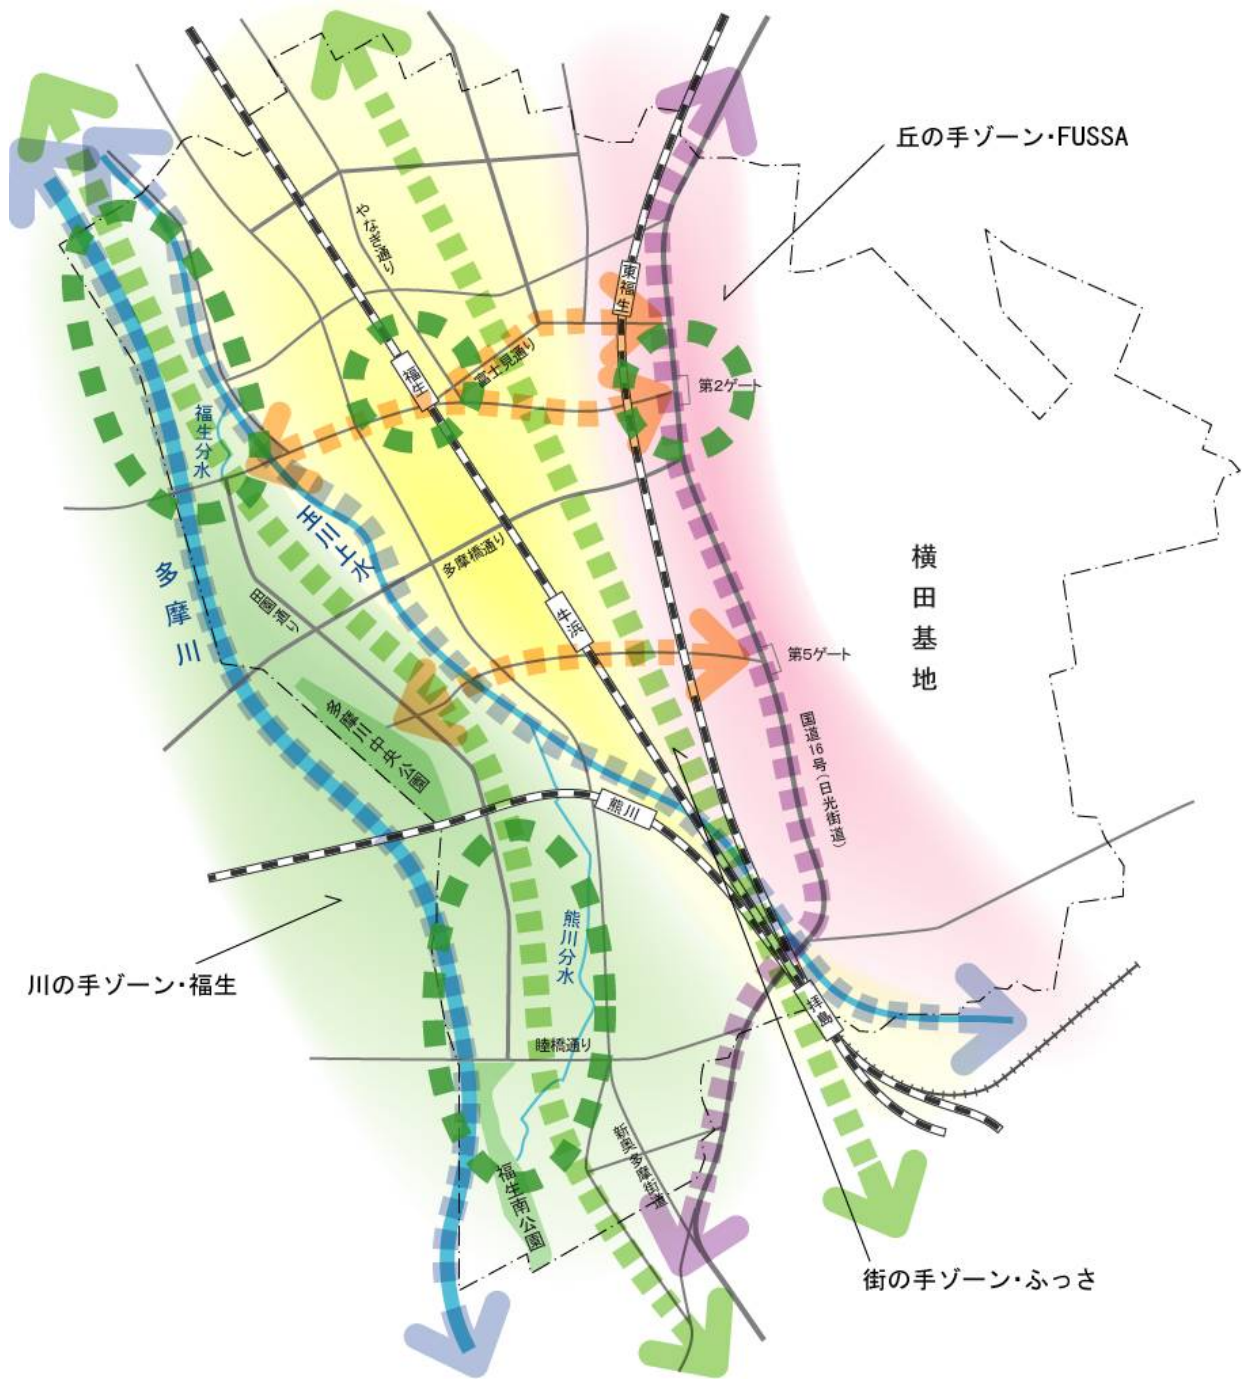 丘の手ゾーン・FUSSA
やなぎ通り
東福生
富士見通り
福生
第2ゲート
福生分水
玉川上水
多摩橋通り
横田基地
多摩川
田園通り
牛浜
第5ゲート
多摩川中央公園
国道16号(日光街道)
熊川
熊川分水
川の手ゾーン・福生
拝島
睦橋通り
新奥多摩街道
福生南公園
街の手ゾーン・ふっさ